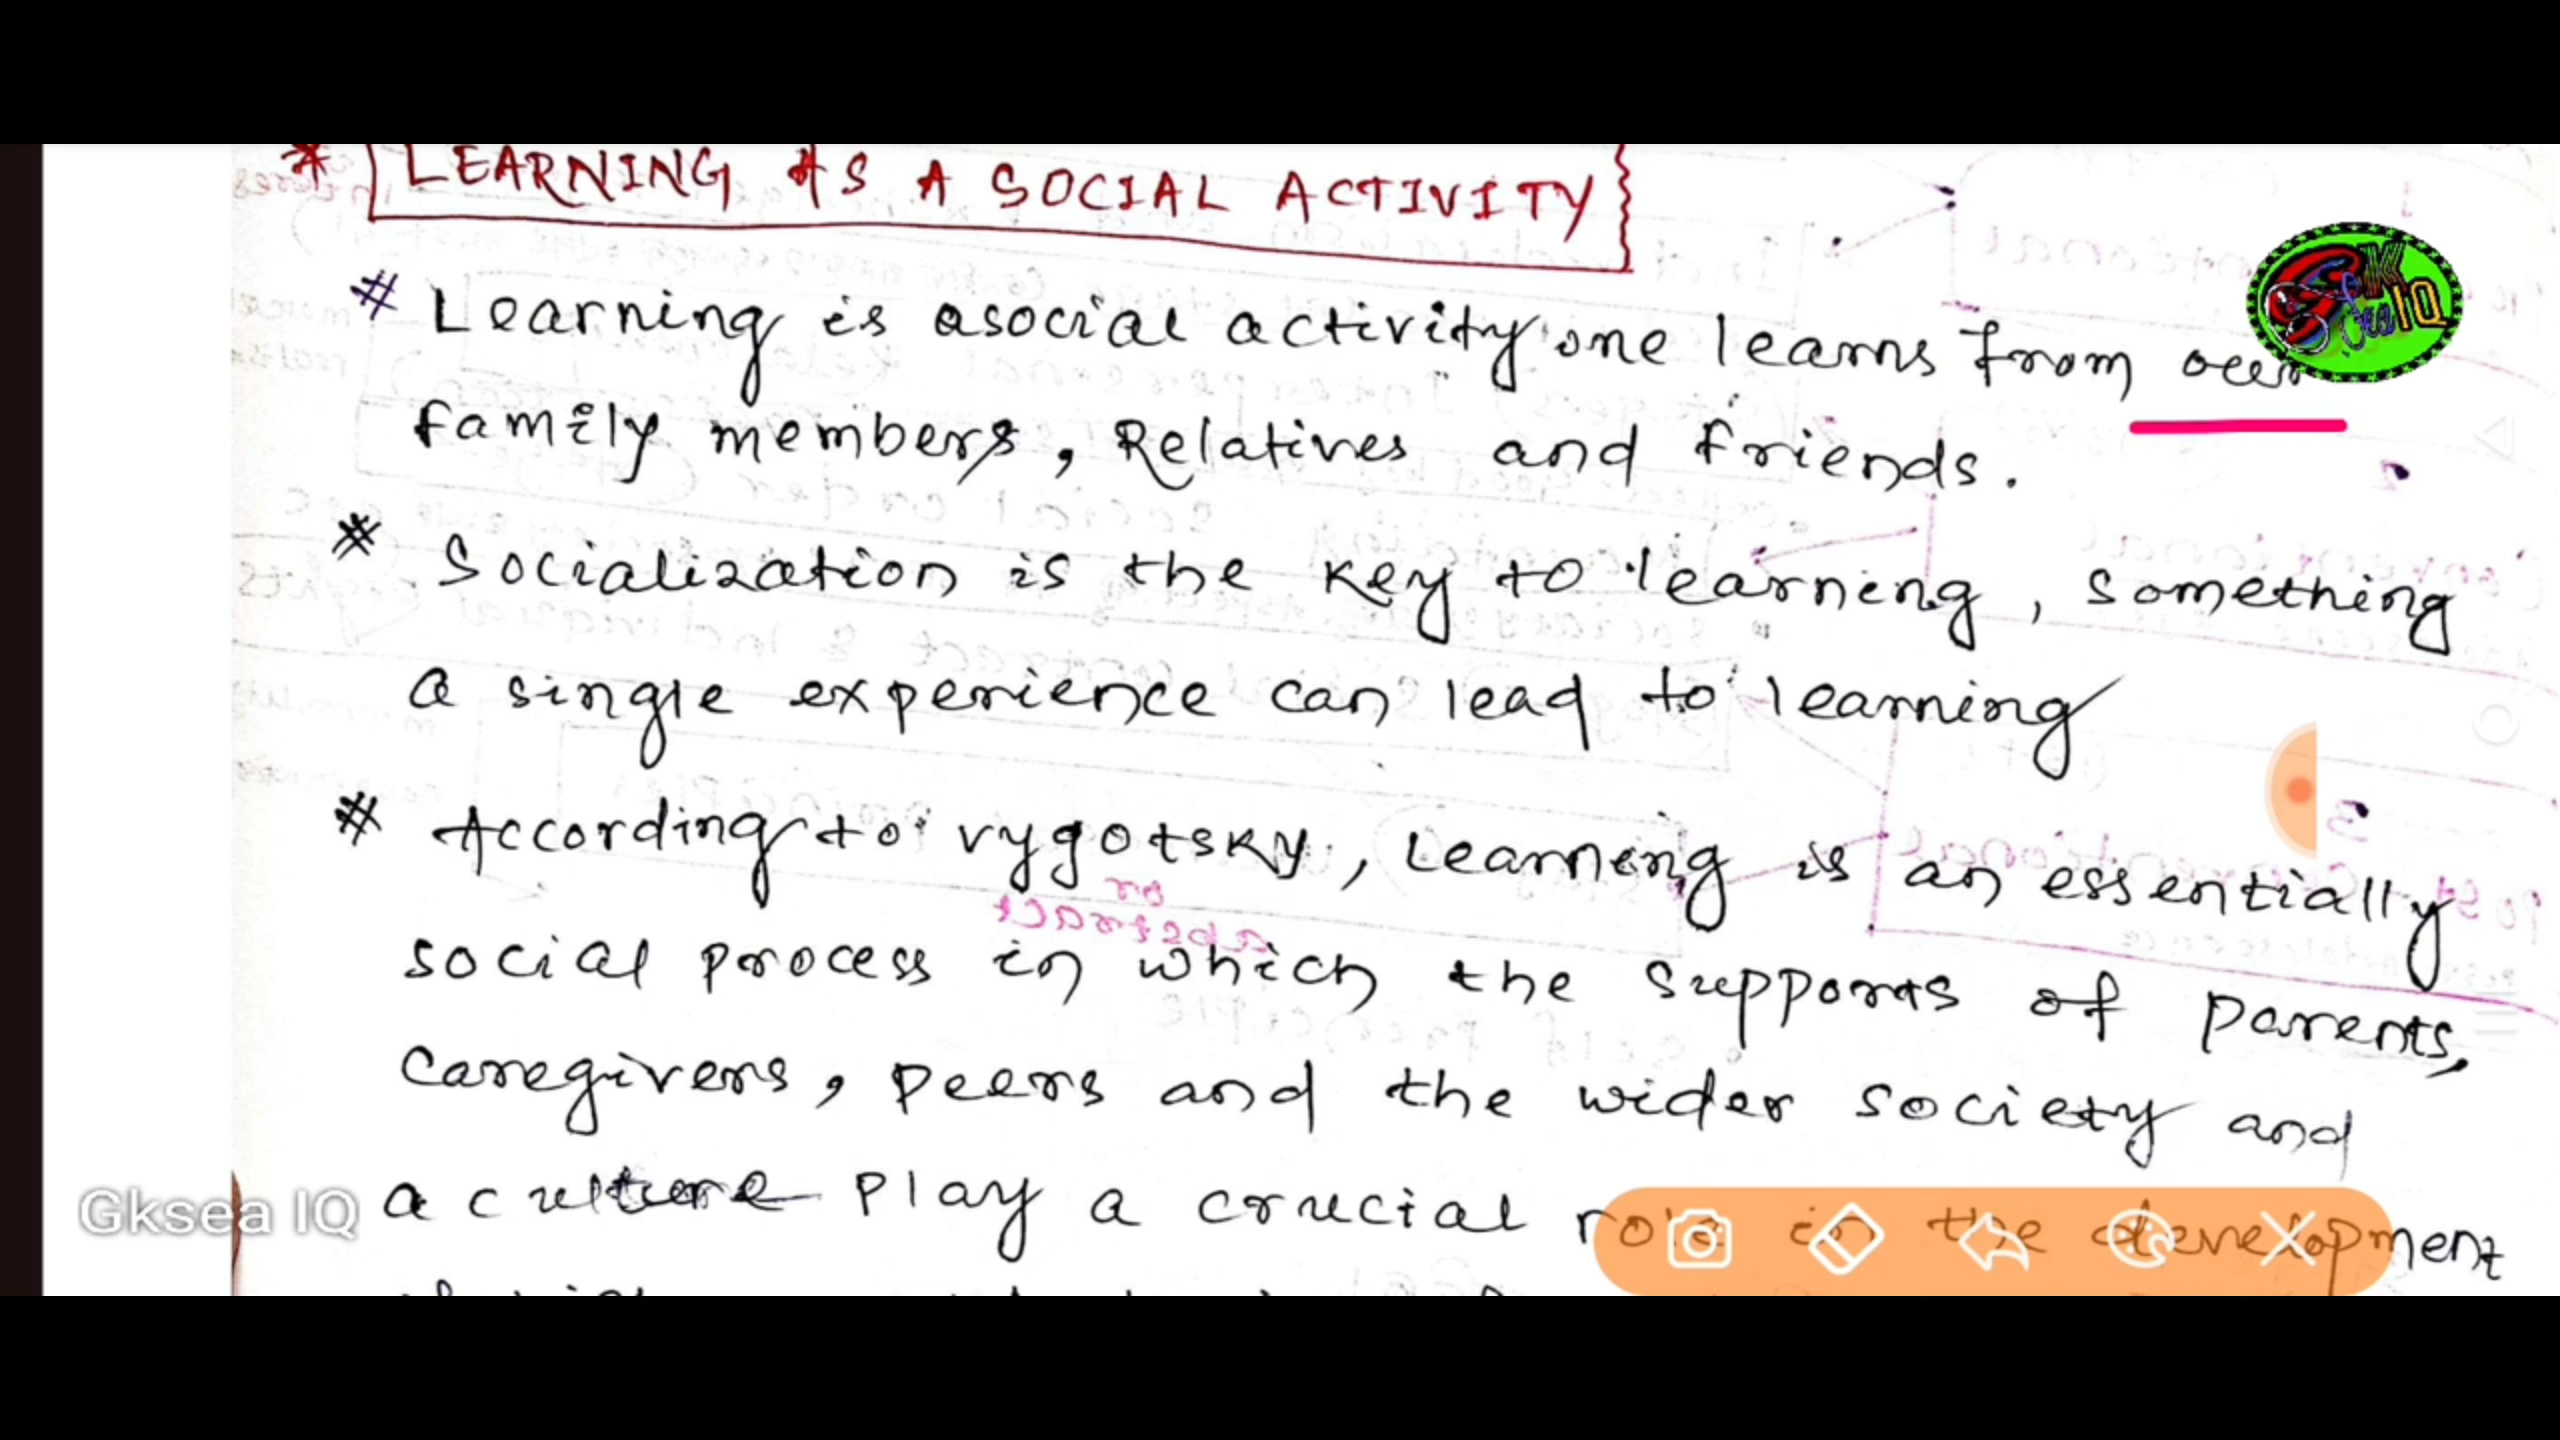 * LEARNING AS A SOCIAL ACTIVITY
# Learning is asocial activity one learns from our
family members, Relatives and friends.
# Socialization is the key to learning, something
a single experience can lead to learning
# According to vygotsky, Learning is an essentially
social process in which the supports of parents,
caregivers, peers and the wider society and
a culture play a crucial role in the development
Gksea IQ